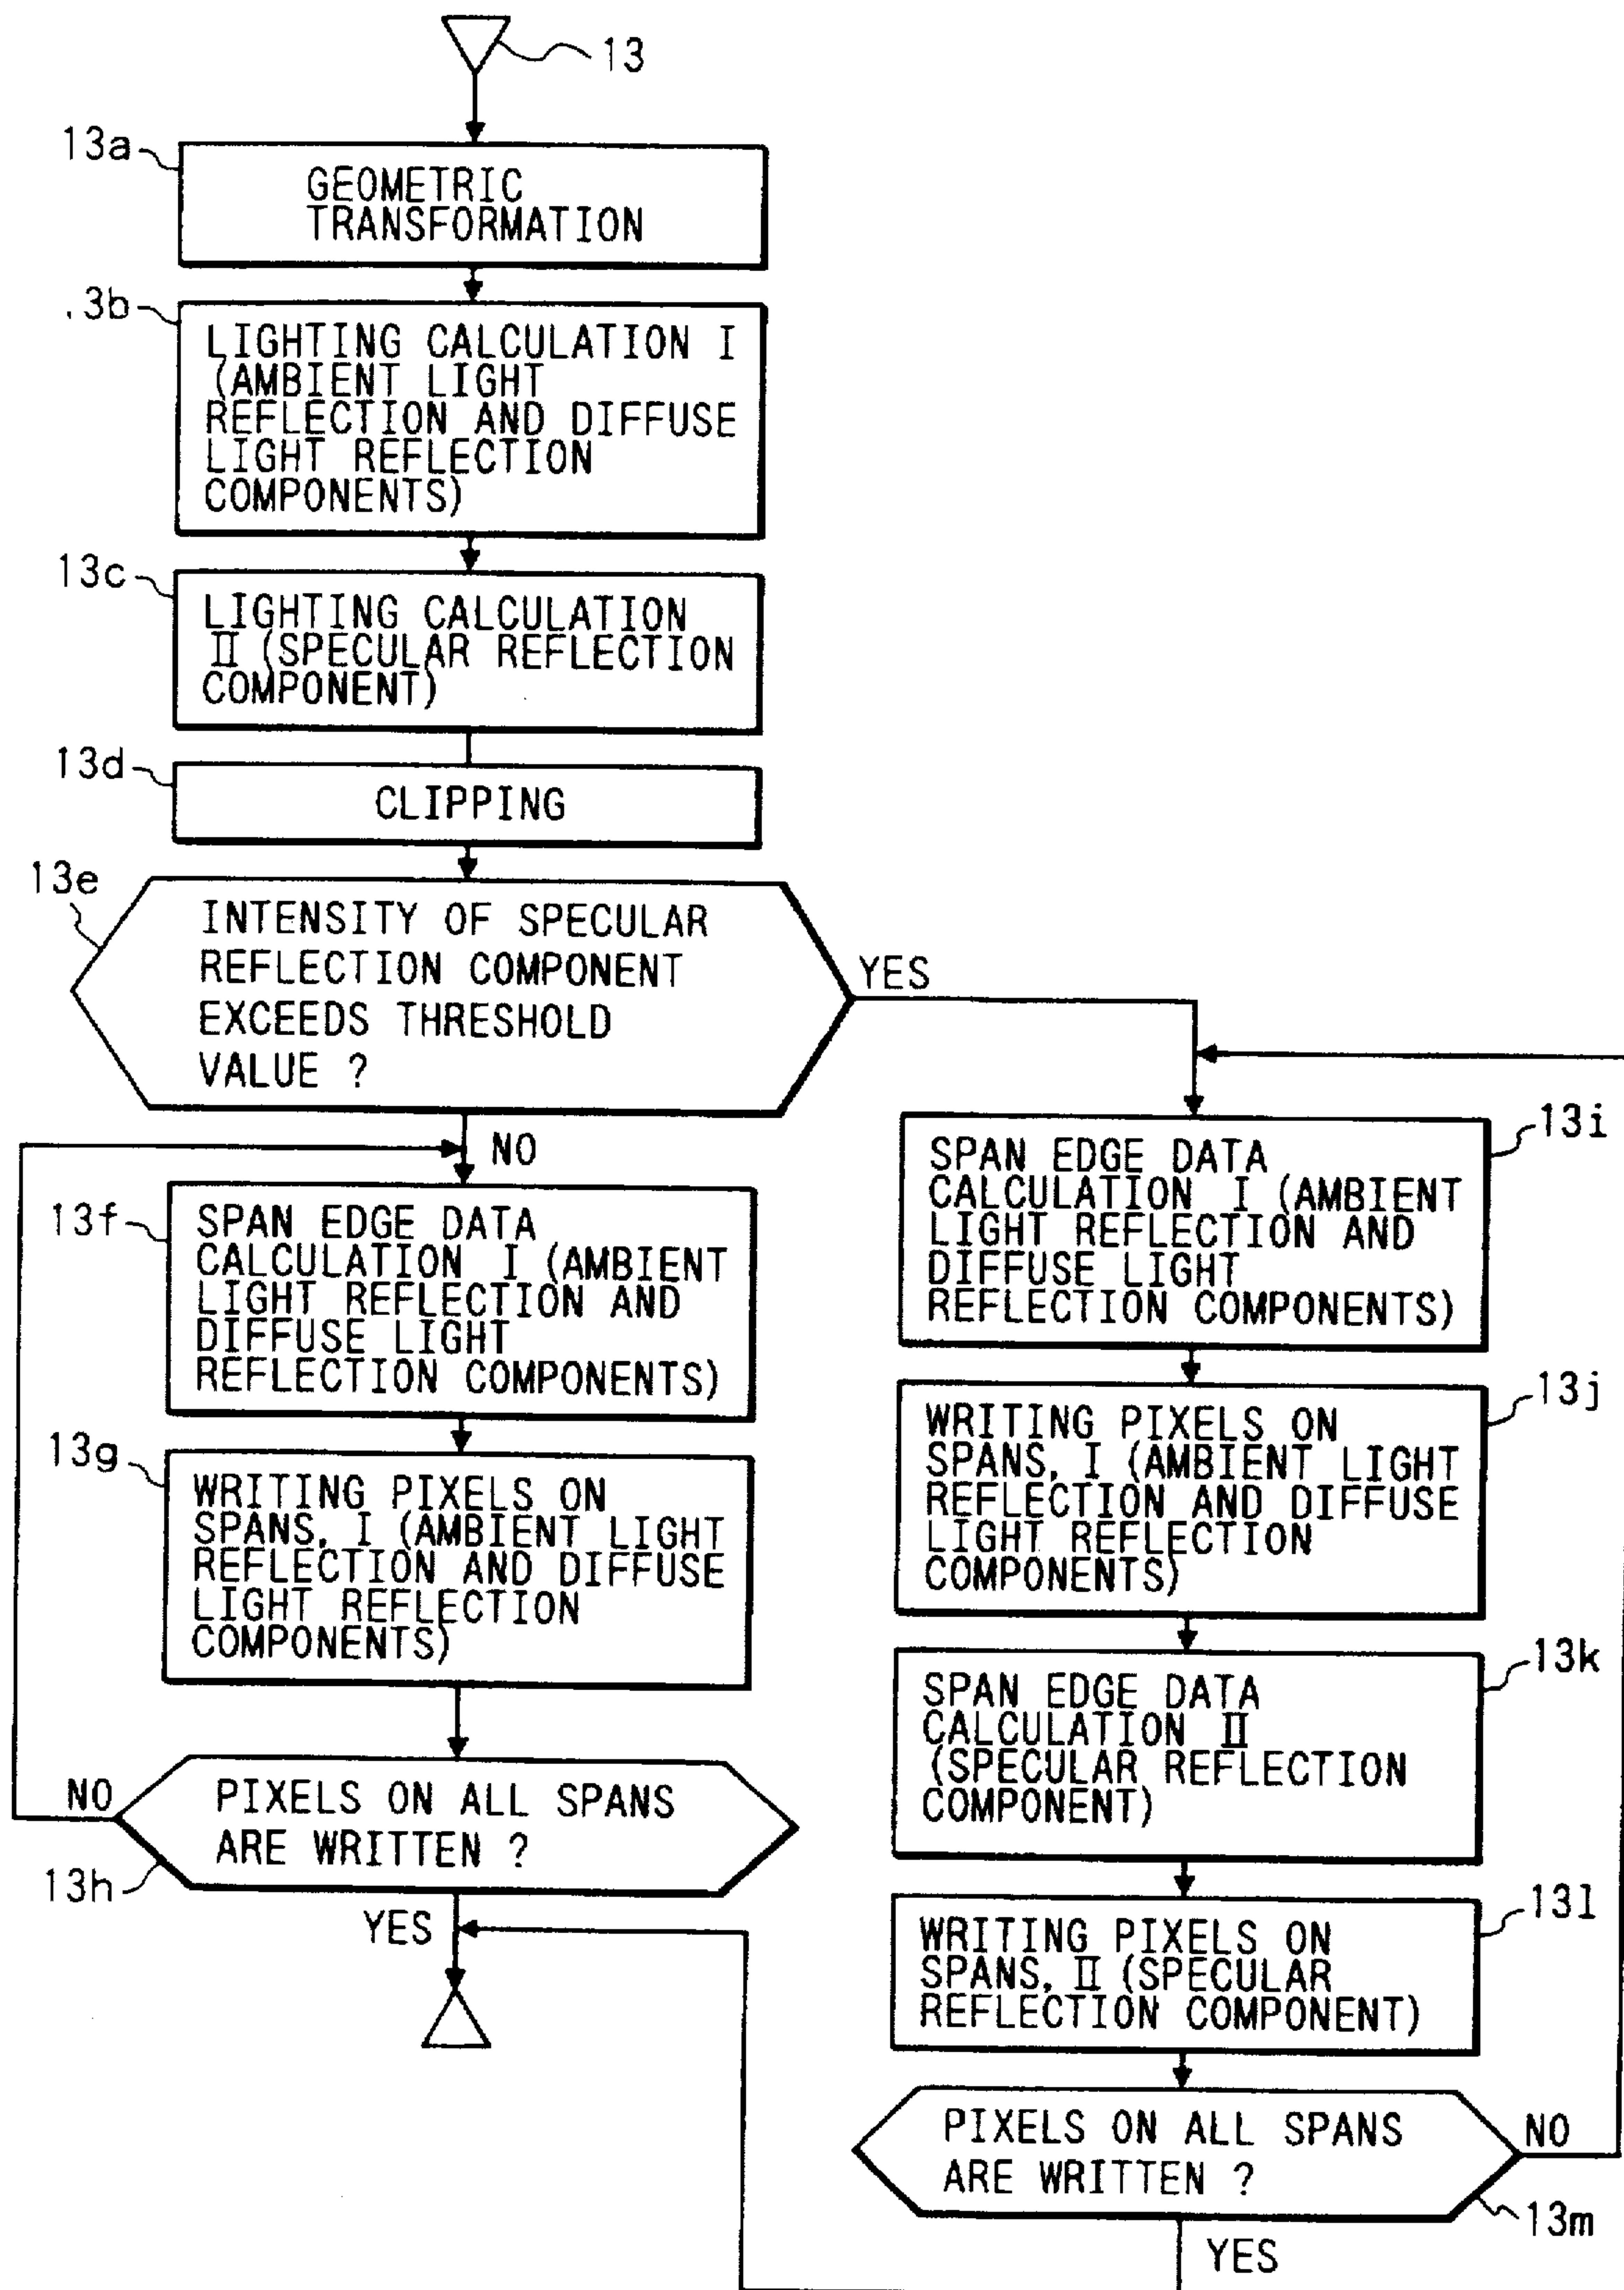 13
13a
GEOMETRIC
TRANSFORMATION
.3b
LIGHTING CALCULATION I
(AMBIENT LIGHT
REFLECTION AND DIFFUSE
LIGHT REFLECTION
COMPONENTS)
13c
LIGHTING CALCULATION
II (SPECULAR REFLECTION
COMPONENT)
13d
CLIPPING
13e
INTENSITY OF SPECULAR
REFLECTION COMPONENT
EXCEEDS THRESHOLD
VALUE ?
YES
NO
13f
SPAN EDGE DATA
CALCULATION I (AMBIENT
LIGHT REFLECTION AND
DIFFUSE LIGHT
REFLECTION COMPONENTS)
13g
WRITING PIXELS ON
SPANS, I (AMBIENT LIGHT
REFLECTION AND DIFFUSE
LIGHT REFLECTION
COMPONENTS)
NO
PIXELS ON ALL SPANS
ARE WRITTEN ?
13h
YES
13i
SPAN EDGE DATA
CALCULATION I (AMBIENT
LIGHT REFLECTION AND
DIFFUSE LIGHT
REFLECTION COMPONENTS)
13j
WRITING PIXELS ON
SPANS, I (AMBIENT LIGHT
REFLECTION AND DIFFUSE
LIGHT REFLECTION
COMPONENTS)
13k
SPAN EDGE DATA
CALCULATION II
(SPECULAR REFLECTION
COMPONENT)
13l
WRITING PIXELS ON
SPANS, II (SPECULAR
REFLECTION COMPONENT)
PIXELS ON ALL SPANS
ARE WRITTEN ?
NO
13m
YES